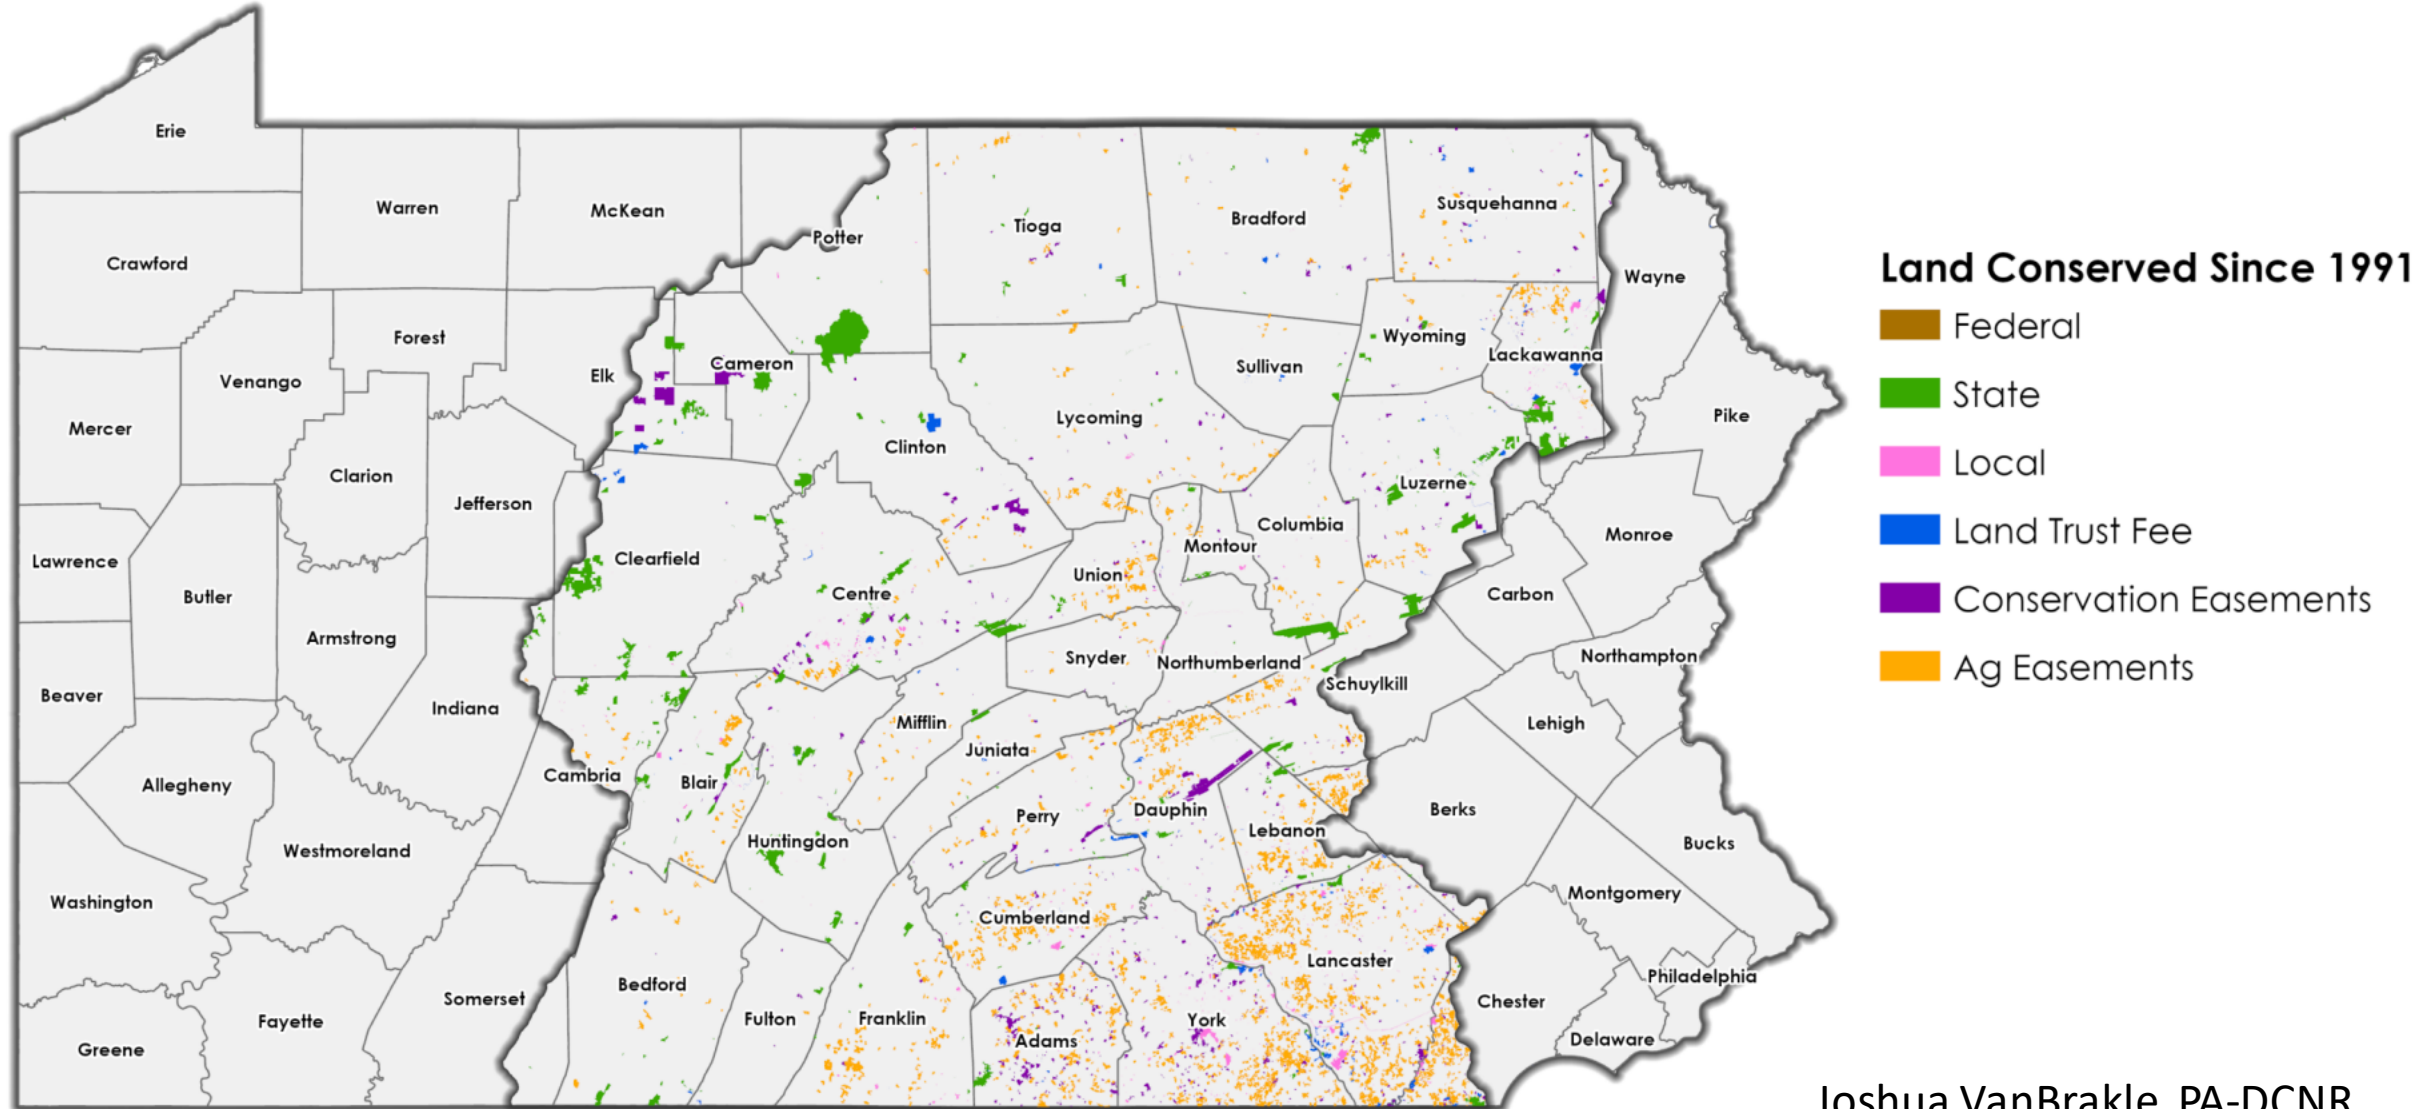 Erie
Warren
McKean
Potter
Tioga
Bradford
Susquehanna
Wayne
Crawford
Forest
Elk
Cameron
Clinton
Lycoming
Sullivan
Wyoming
Lackawanna
Pike
Venango
Mercer
Clarion
Jefferson
Clearfield
Centre
Union
Montour
Columbia
Luzerne
Monroe
Carbon
Lawrence
Butler
Armstrong
Indiana
Beaver
Snyder
Northumberland
Schuylkill
Northampton
Lehigh
Mifflin
Juniata
Allegheny
Cambria
Blair
Huntingdon
Perry
Dauphin
Lebanon
Berks
Bucks
Westmoreland
Washington
Montgomery
Cumberland
Lancaster
Philadelphia
Chester
Delaware
Somerset
Bedford
Fulton
Franklin
Adams
York
Fayette
Greene
Land Conserved Since 1991
Federal
State
Local
Land Trust Fee
Conservation Easements
Ag Easements
Joshua VanBrakle, PA-DCNR